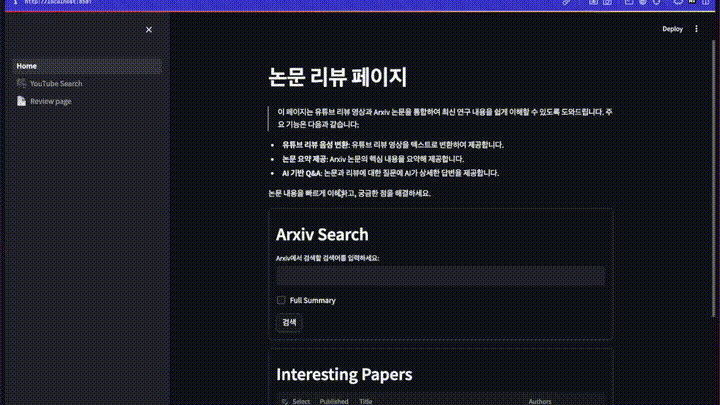 http://localhost:8501
Deploy
Home
YouTube Search
Review page
논문 리뷰 페이지
이 페이지는 유튜브 리뷰 영상과 Arxiv 논문을 통합하여 최신 연구 내용을 쉽게 이해할 수 있도록 도와드립니다. 주
요 기능은 다음과 같습니다:
유튜브 리뷰 음성 변환: 유튜브 리뷰 영상을 텍스트로 변환하여 제공합니다.
논문 요약 제공: Arxiv 논문의 핵심 내용을 요약해 제공합니다.
AI 기반 Q&A: 논문과 리뷰에 대한 질문에 AI가 상세한 답변을 제공합니다.
논문 내용을 빠르게 이해하고, 궁금한 점을 해결하세요.
Arxiv Search
Arxiv에서 검색할 검색어를 입력하세요:
Full Summary
검색
Interesting Papers
Select Published Title Authors